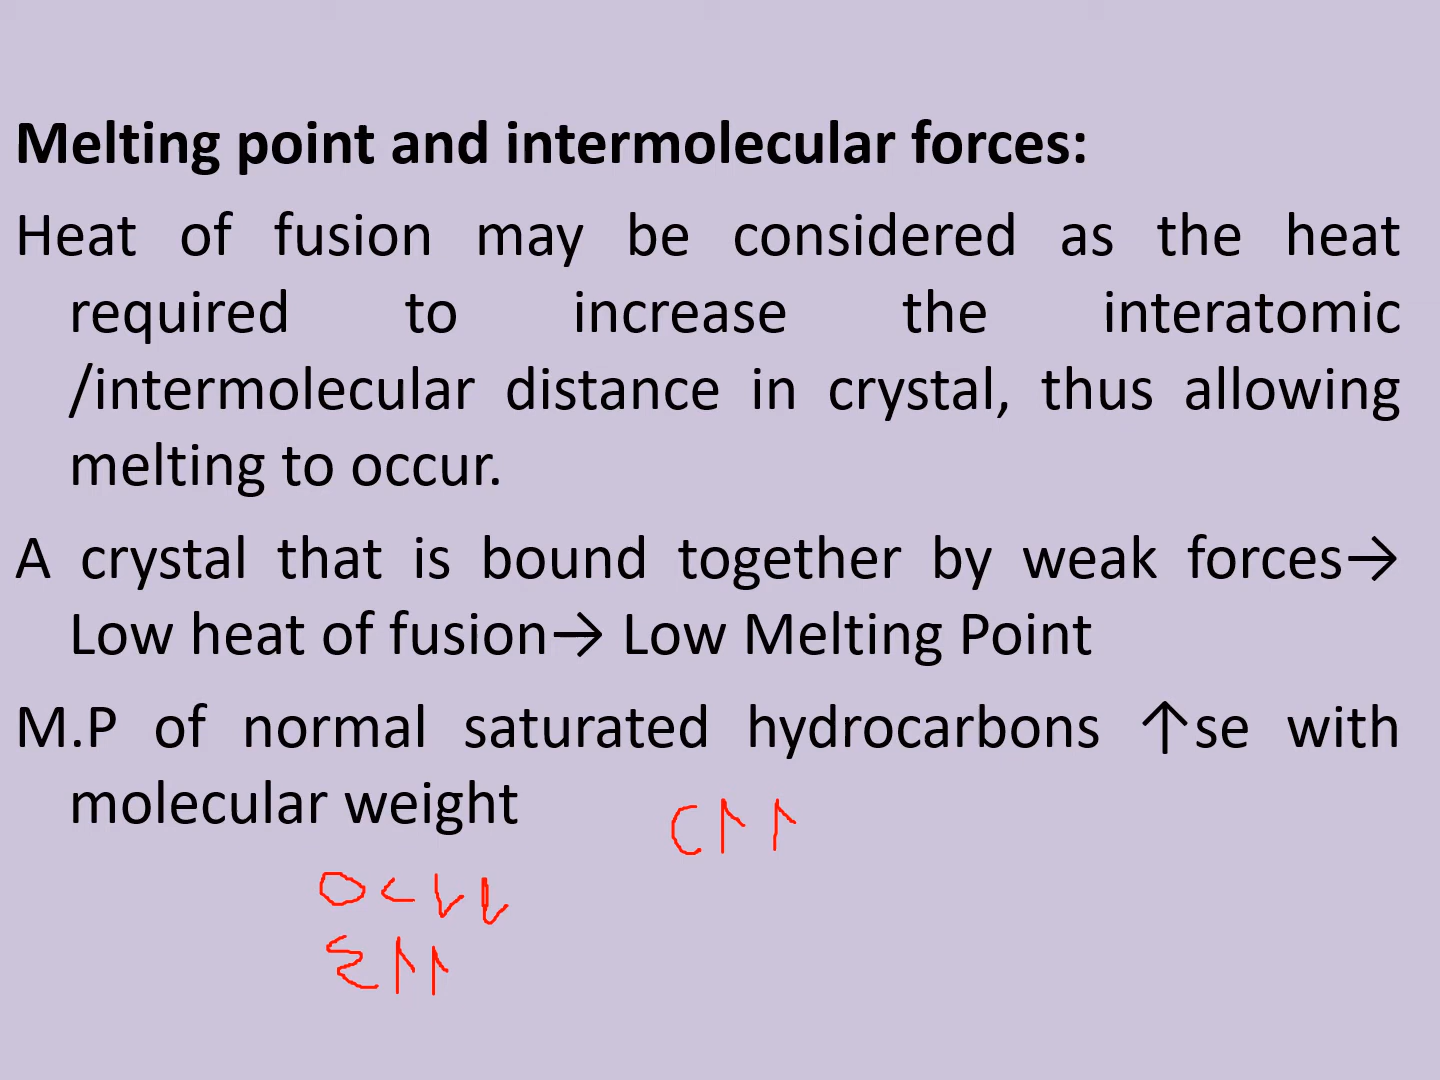 Melting point and intermolecular forces:
Heat of fusion may be considered as the heat
required to increase the interatomic
/intermolecular distance in crystal, thus allowing
melting to occur.
A crystal that is bound together by weak forces→
Low heat of fusion→ Low Melting Point
M.P of normal saturated hydrocarbons ↑se with
molecular weight
C↑↑